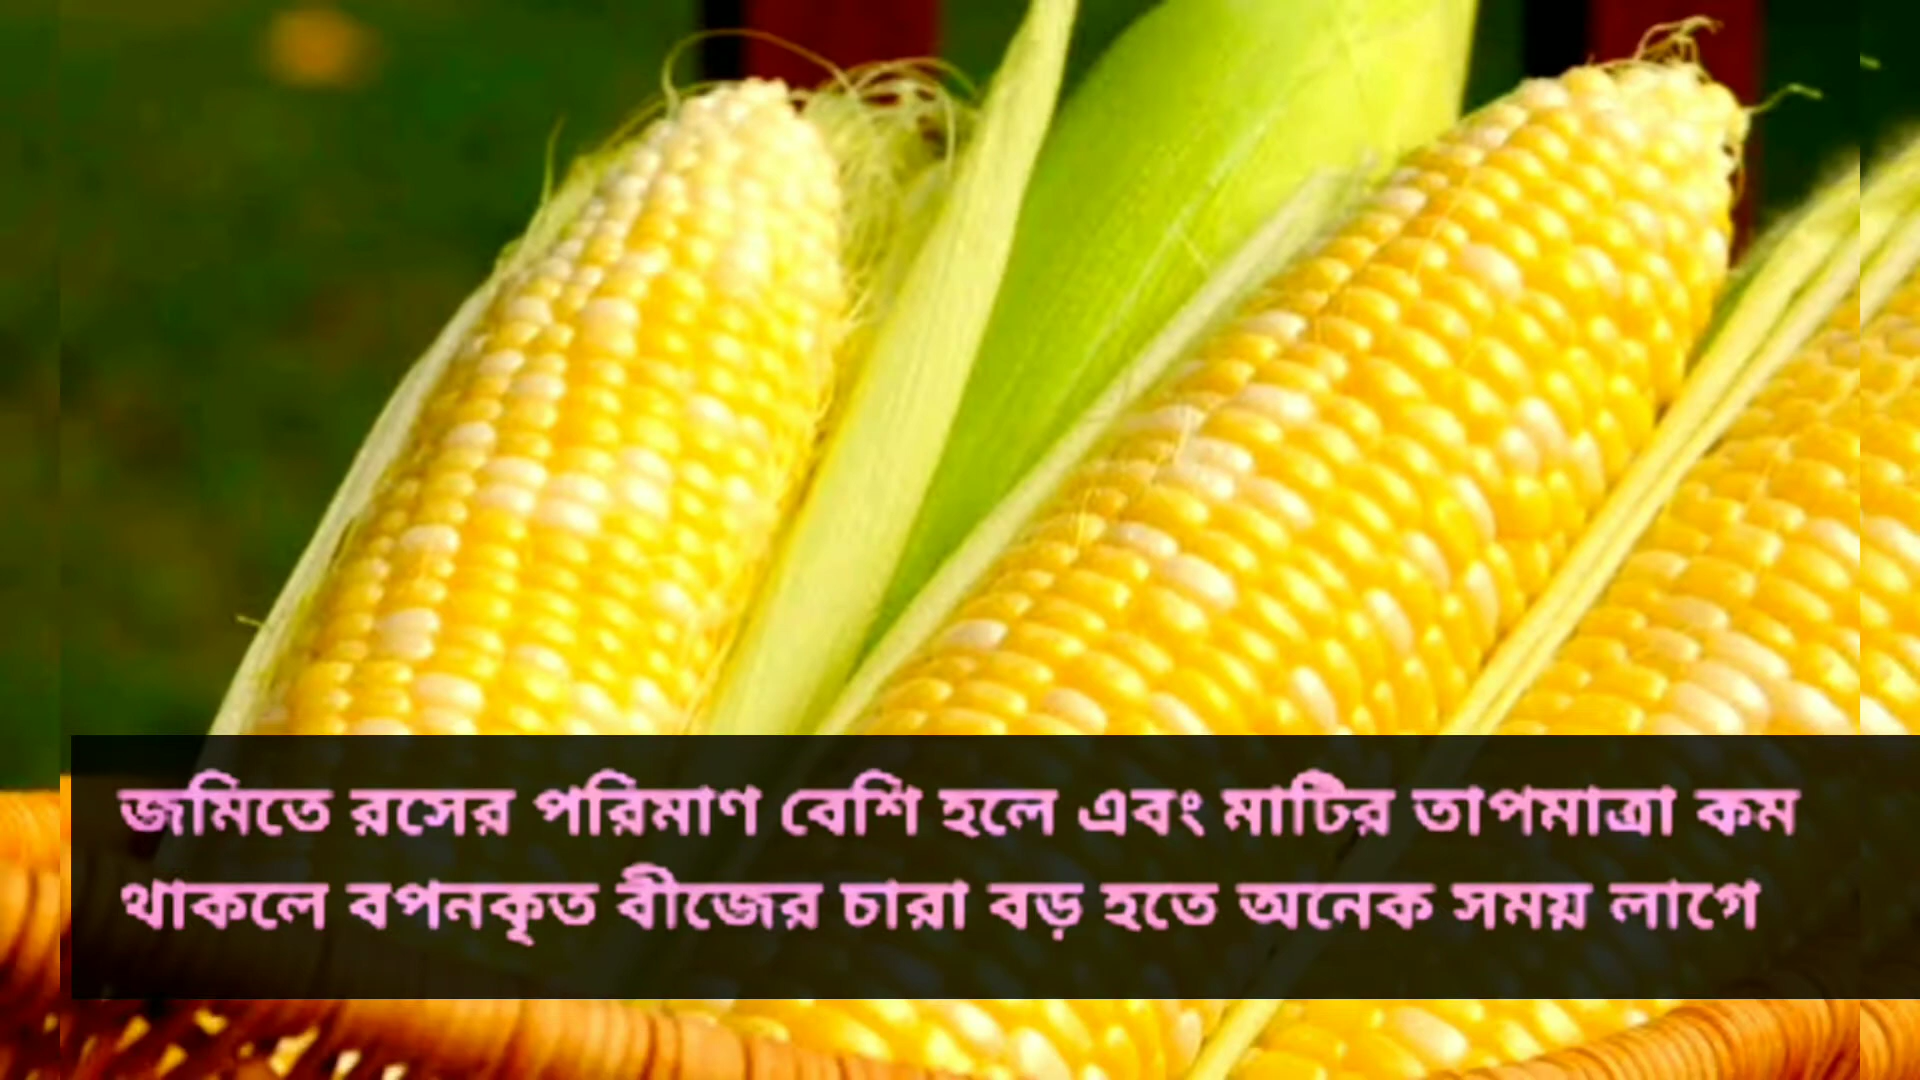 জমিতে রসের পরিমাণ বেশি হলে এবং মাটির তাপমাত্রা কম
থাকলে বপনকৃত বীজের চারা বড় হতে অনেক সময় লাগে